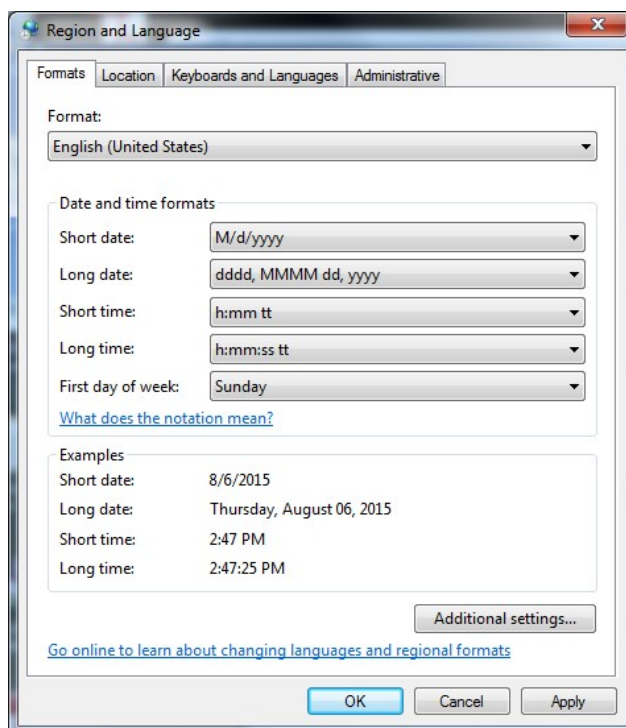 Region and Language
Formats Location Keyboards and Languages Administrative
Format:
English (United States)
Date and time formats
Short date: M/d/yyyy
Long date: dddd, MMMM dd, yyyy
Short time: h:mm tt
Long time: h:mm:ss tt
First day of week: Sunday
What does the notation mean?
Examples
Short date: 8/6/2015
Long date: Thursday, August 06, 2015
Short time: 2:47 PM
Long time: 2:47:25 PM
Additional settings...
Go online to learn about changing languages and regional formats
OK Cancel Apply